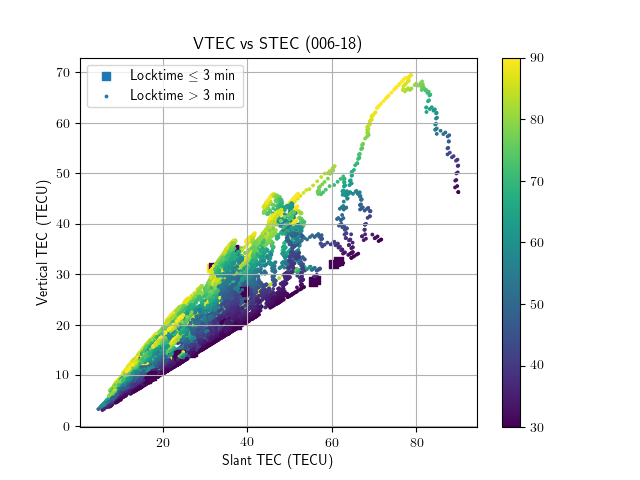 VTEC vs STEC (006-18)
Locktime ≤ 3 min
Locktime > 3 min
Vertical TEC (TECU)
70
60
50
40
30
20
10
0
20 40 60 80
Slant TEC (TECU)
90
80
70
60
50
40
30